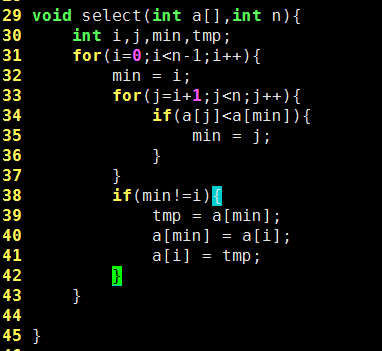 29 void select(int a[],int n){
30     int i,j,min,tmp;
31     for(i=0;i<n-1;i++){
32         min = i;
33         for(j=i+1;j<n;j++){
34             if(a[j]<a[min]){
35                 min = j;
36             }
37         }
38         if(min!=i){
39             tmp = a[min];
40             a[min] = a[i];
41             a[i] = tmp;
42         }
43     }
44
45 }